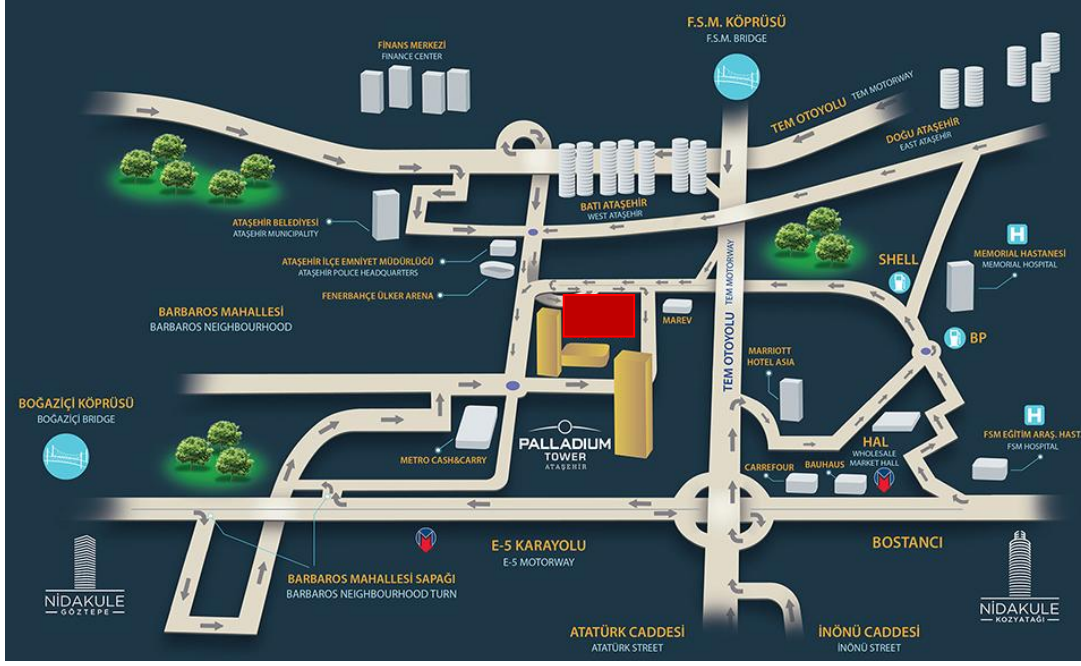 F.S.M. KÖPRÜSÜ
F.S.M. BRIDGE
FİNANS MERKEZİ
FINANCE CENTER
TEM OTOYOLU TEM MOTORWAY
DOĞU ATAŞEHİR
EAST ATAŞEHİR
BATI ATAŞEHİR
WEST ATAŞEHİR
ATAŞEHİR BELEDİYESİ
ATAŞEHİR MUNICIPALITY
ATAŞEHİR İLÇE EMNİYET MÜDÜRLÜĞÜ
ATAŞEHİR POLICE HEADQUARTERS
FENERBAHÇE ÜLKER ARENA
H
MEMORIAL HASTANESİ
MEMORIAL HOSPITAL
SHELL
BARBAROS MAHALLESİ
BARBAROS NEIGHBOURHOOD
MAREV
TEM OTOYOLU TEM MOTORWAY
BP
MARRIOTT
HOTEL ASIA
BOĞAZİÇİ KÖPRÜSÜ
BOĞAZİÇİ BRIDGE
PALLADIUM
TOWER
ATAŞEHİR
METRO CASH&CARRY
HAL
WHOLESALE
MARKET HALL
H
FSM EĞİTİM ARAŞ. HAST
FSM HOSPITAL
CARREFOUR
BAUHAUS
M
M
E-5 KARAYOLU
E-5 MOTORWAY
BOSTANCI
BARBAROS MAHALLESİ SAPAĞI
BARBAROS NEIGHBOURHOOD TURN
NİDAKULE
GÖZTEPE
NİDAKULE
KOZYATAĞI
ATATÜRK CADDESİ
ATATÜRK STREET
İNÖNÜ CADDESİ
İNÖNÜ STREET